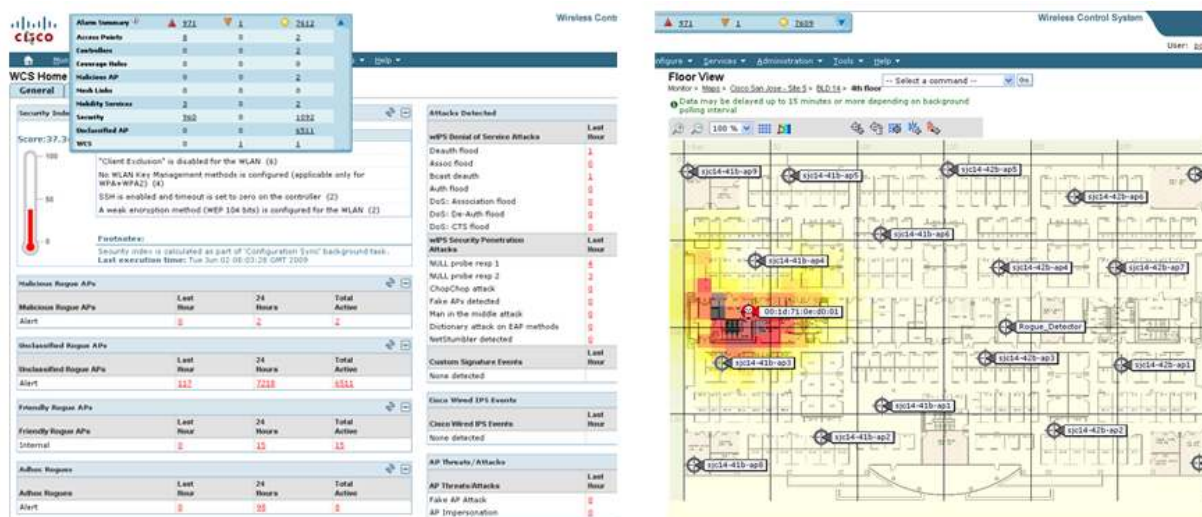 Wireless Contr
CISCO
Alarm Summary 971 1 7612
Access Points 8 0 2
Controllers 0 0 2
Coverage Holes 0 0 0
Malicious AP 0 0 2
Mesh Links 0 0 0
Mobility Services 3 0 2
Security 960 0 1092
Unclassified AP 0 0 6511
WCS 0 1 1
Help
WCS Home
General
Score:37.3
100
50
0
"Client Exclusion" is disabled for the WLAN (6)
No WLAN Key Management methods is configured (applicable only for
WPA+WPA2) (4)
SSH is enabled and timeout is set to zero on the controller (2)
A weak encryption method (WEP 104 bits) is configured for the WLAN (2)
Footnotes:
Security index is calculated as part of 'Configuration Sync' background task.
Last execution time: Tue Jun 02 08:03:28 GMT 2009
Malicious Rogue APs
Malicious Rogue APs Last Hour 24 Hours Total Active
Alert 0 2 2
Unclassified Rogue APs
Unclassified Rogue APs Last Hour 24 Hours Total Active
Alert 117 7218 6511
Friendly Rogue APs
Friendly Rogue APs Last Hour 24 Hours Total Active
Internal 0 15 15
Adhoc Rogues
Adhoc Rogues Last Hour 24 Hours Total Active
Alert 1 98 8
Attacks Detected
wIPS Denial of Service Attacks Last Hour
Deauth flood 1
Assoc flood 0
Bcast deauth 1
Auth flood 0
DoS: Association flood 0
DoS: De-Auth flood 0
DoS: CTS flood 0
wIPS Security Penetration Attacks Last Hour
NULL probe resp 1 4
NULL probe resp 2 3
ChopChop attack 0
Fake APs detected 0
Man in the middle attack 0
Dictionary attack on EAP methods 0
NetStumbler detected 0
Custom Signature Events Last Hour
None detected
Cisco Wired IPS Events
Cisco Wired IPS Events Last Hour
None detected
AP Threats/Attacks
AP Threats/Attacks Last Hour
Fake AP Attack 0
AP Impersonation 0
971 1 7609
Wireless Control System
User:
nfigure Services Administration Tools Help
Floor View
-- Select a command -- Go
Monitor > Maps > Cisco San Jose - Site 5 > BLD 14 > 4th floor
Data may be delayed up to 15 minutes or more depending on background
polling interval
100 %
sjc14-41b-ap9
sjc14-41b-ap5
sjc14-42b-ap5
sjc14-42b-ap6
sjc14-41b-ap6
sjc14-41b-ap4
sjc14-42b-ap4
sjc14-42b-ap7
00:1d:71:0e:d0:01
Rogue_Detector
sjc14-41b-ap3
sjc14-42b-ap3
sjc14-42b-ap1
sjc14-41b-ap1
sjc14-41b-ap2
sjc14-42b-ap2
sjc14-41b-ap8